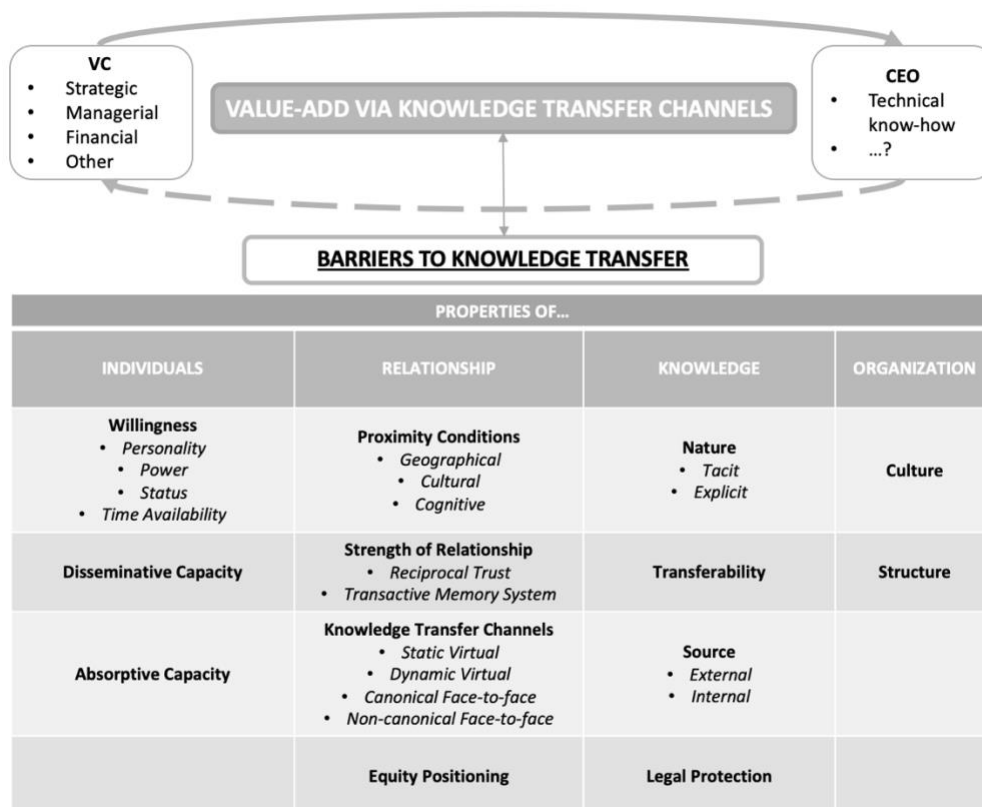 VC
• Strategic
• Managerial
• Financial
• Other
VALUE-ADD VIA KNOWLEDGE TRANSFER CHANNELS
CEO
• Technical
know-how
• ...?
BARRIERS TO KNOWLEDGE TRANSFER
PROPERTIES OF...
INDIVIDUALS
RELATIONSHIP
KNOWLEDGE
ORGANIZATION
Willingness
• Personality
• Power
• Status
• Time Availability
Proximity Conditions
• Geographical
• Cultural
• Cognitive
Nature
• Tacit
• Explicit
Culture
Disseminative Capacity
Strength of Relationship
• Reciprocal Trust
• Transactive Memory System
Transferability
Structure
Absorptive Capacity
Knowledge Transfer Channels
• Static Virtual
• Dynamic Virtual
• Canonical Face-to-face
• Non-canonical Face-to-face
Source
• External
• Internal
Equity Positioning
Legal Protection